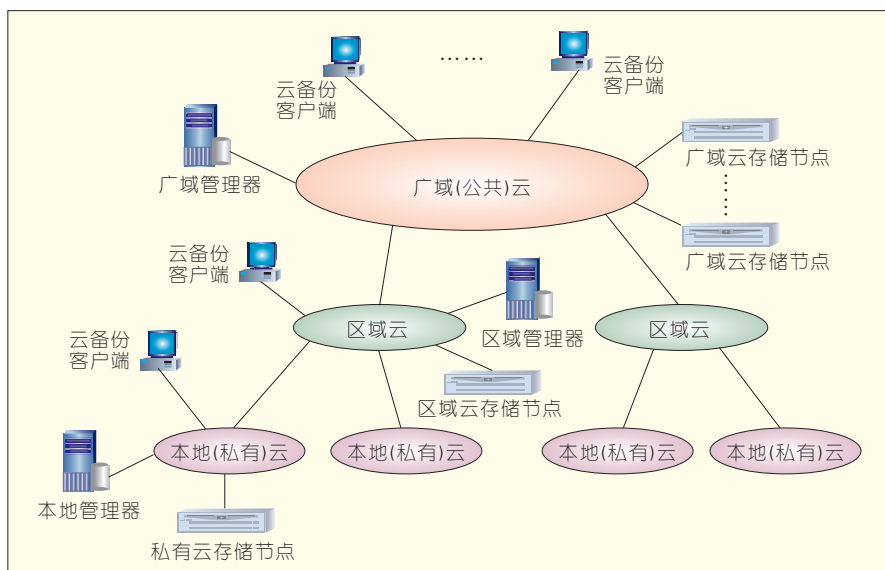 ……
云备份
客户端
云备份
客户端
广域管理器
广域(公共)云
广域云存储节点
……
广域云存储节点
云备份
客户端
区域云
区域管理器
区域云
区域云存储节点
云备份
客户端
本地(私有)云
本地(私有)云
本地(私有)云
本地(私有)云
本地管理器
私有云存储节点